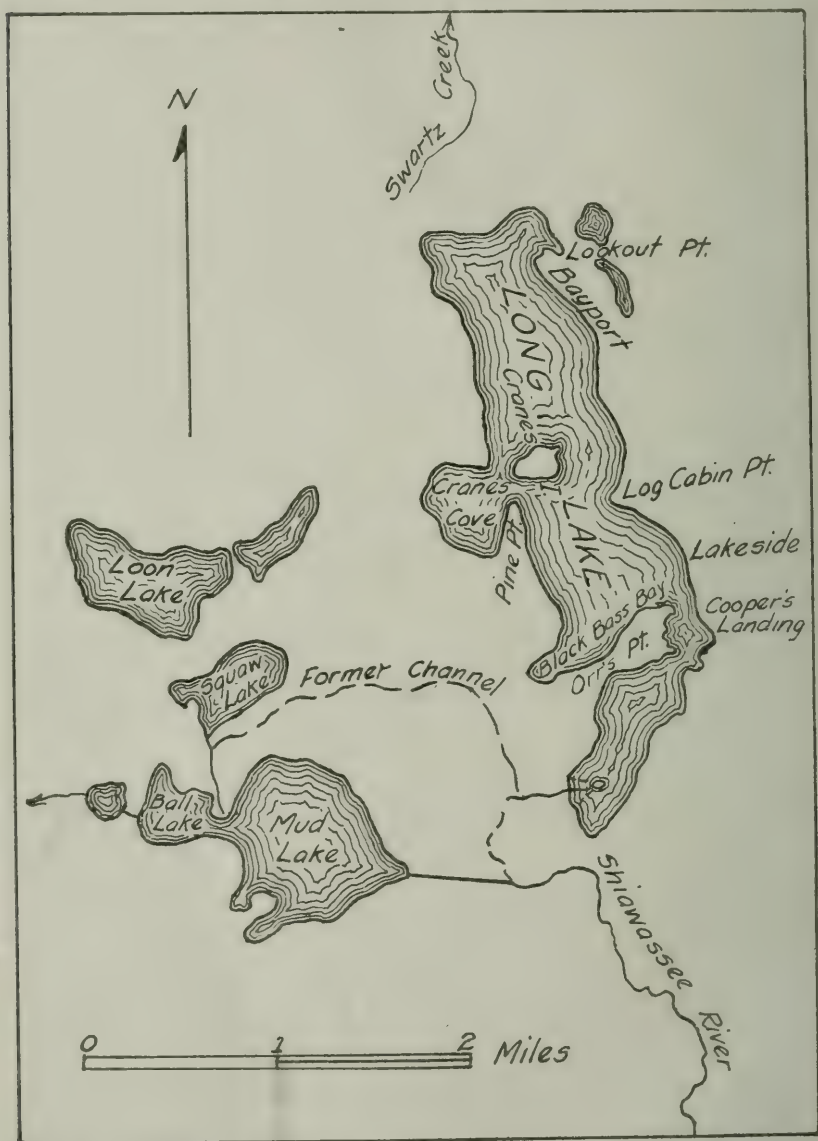 N
Swartz Creek
Lookout Pt.
Bayport
LONG LAKE
Cranes
Cranes
Cove
Pine Pt.
Log Cabin Pt.
Lakeside
Cooper's
Landing
Black Bass Bay
Orr's Pt.
Loon
Lake
Squaw
Lake
Former Channel
Ball
Lake
Mud
Lake
Shiawassee River
0 1 2 Miles